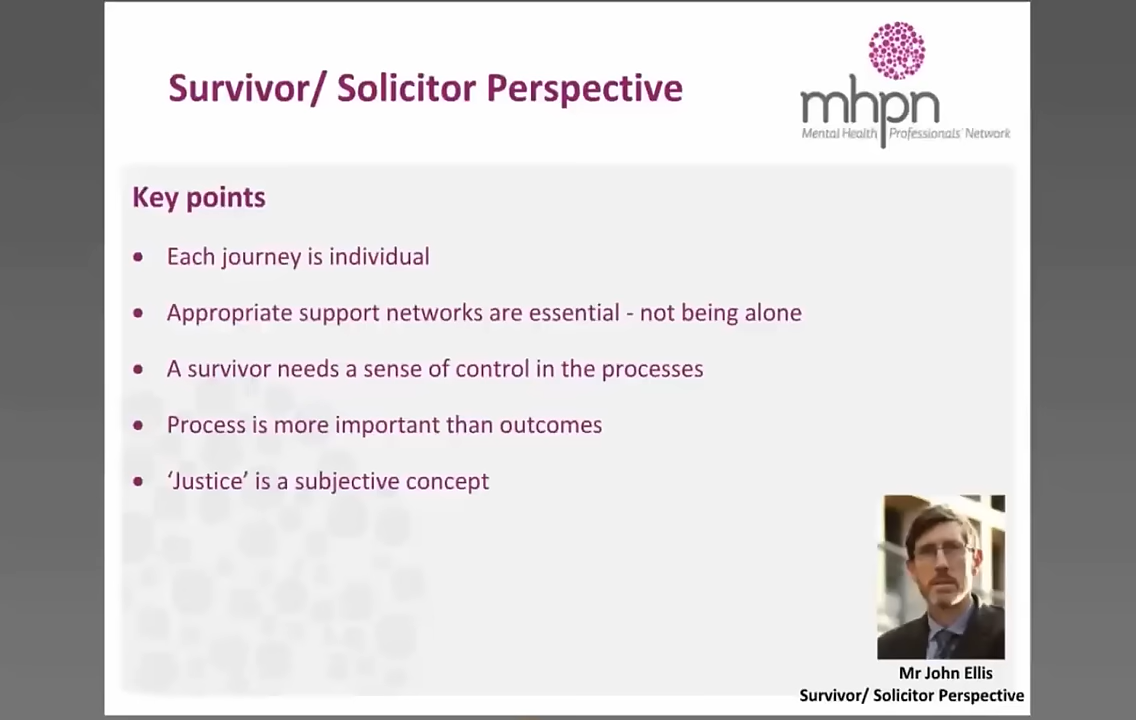 Survivor/ Solicitor Perspective
mhpn
Mental Health Professionals' Network
Key points
• Each journey is individual
• Appropriate support networks are essential - not being alone
• A survivor needs a sense of control in the processes
• Process is more important than outcomes
• ‘Justice’ is a subjective concept
Mr John Ellis
Survivor/ Solicitor Perspective